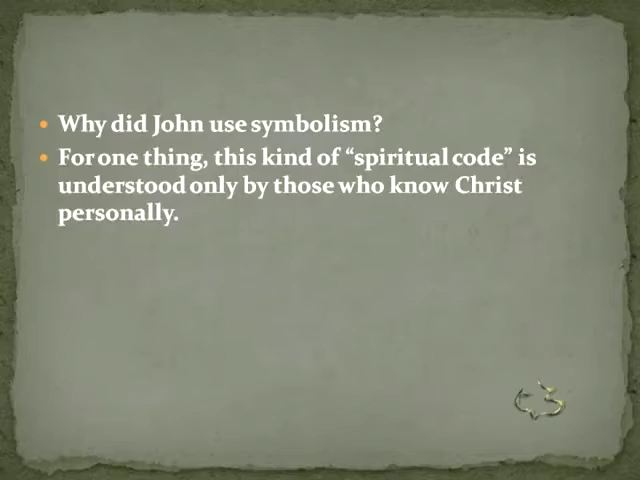 • Why did John use symbolism?
• For one thing, this kind of “spiritual code” is
understood only by those who know Christ
personally.